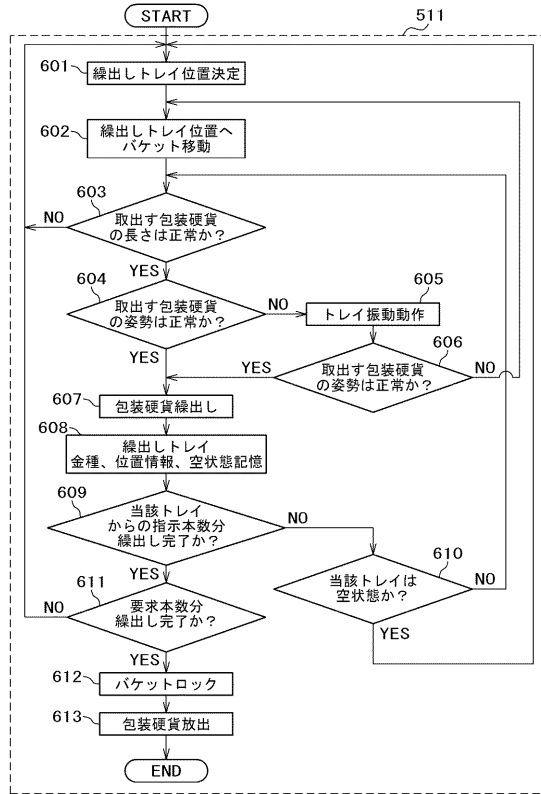 START
511
601
繰出しトレイ位置決定
602
繰出しトレイ位置へ
バケット移動
603
NO
取出す包装硬貨
の長さは正常か？
YES
604
取出す包装硬貨
の姿勢は正常か？
NO
605
トレイ振動動作
YES
606
YES
取出す包装硬貨
の姿勢は正常か？
NO
607
包装硬貨繰出し
608
繰出しトレイ
金種、位置情報、空状態記憶
609
当該トレイ
からの指示本数分
繰出し完了か？
NO
610
当該トレイは
空状態か？
NO
YES
YES
611
NO
要求本数分
繰出し完了か？
YES
612
バケットロック
613
包装硬貨放出
END